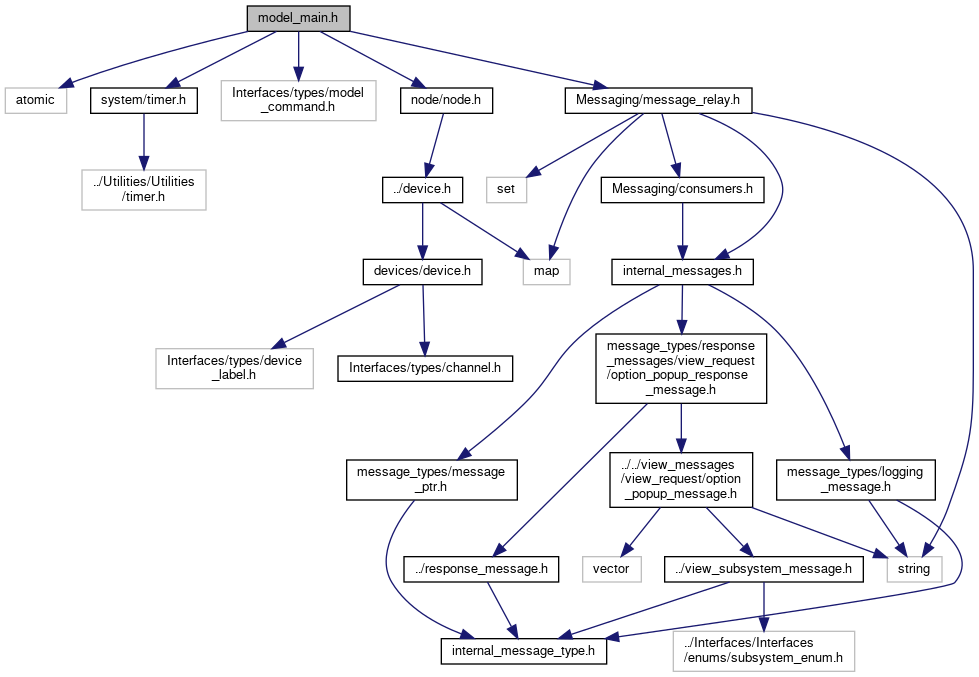 model_main.h
atomic
system/timer.h
Interfaces/types/model
_command.h
node/node.h
Messaging/message_relay.h
../Utilities/Utilities
/timer.h
../device.h
set
Messaging/consumers.h
devices/device.h
map
internal_messages.h
Interfaces/types/device
_label.h
Interfaces/types/channel.h
message_types/response
_messages/view_request
/option_popup_response
_message.h
message_types/message
_ptr.h
../../view_messages
/view_request/option
_popup_message.h
message_types/logging
_message.h
../response_message.h
vector
../view_subsystem_message.h
string
internal_message_type.h
../Interfaces/Interfaces
/enums/subsystem_enum.h